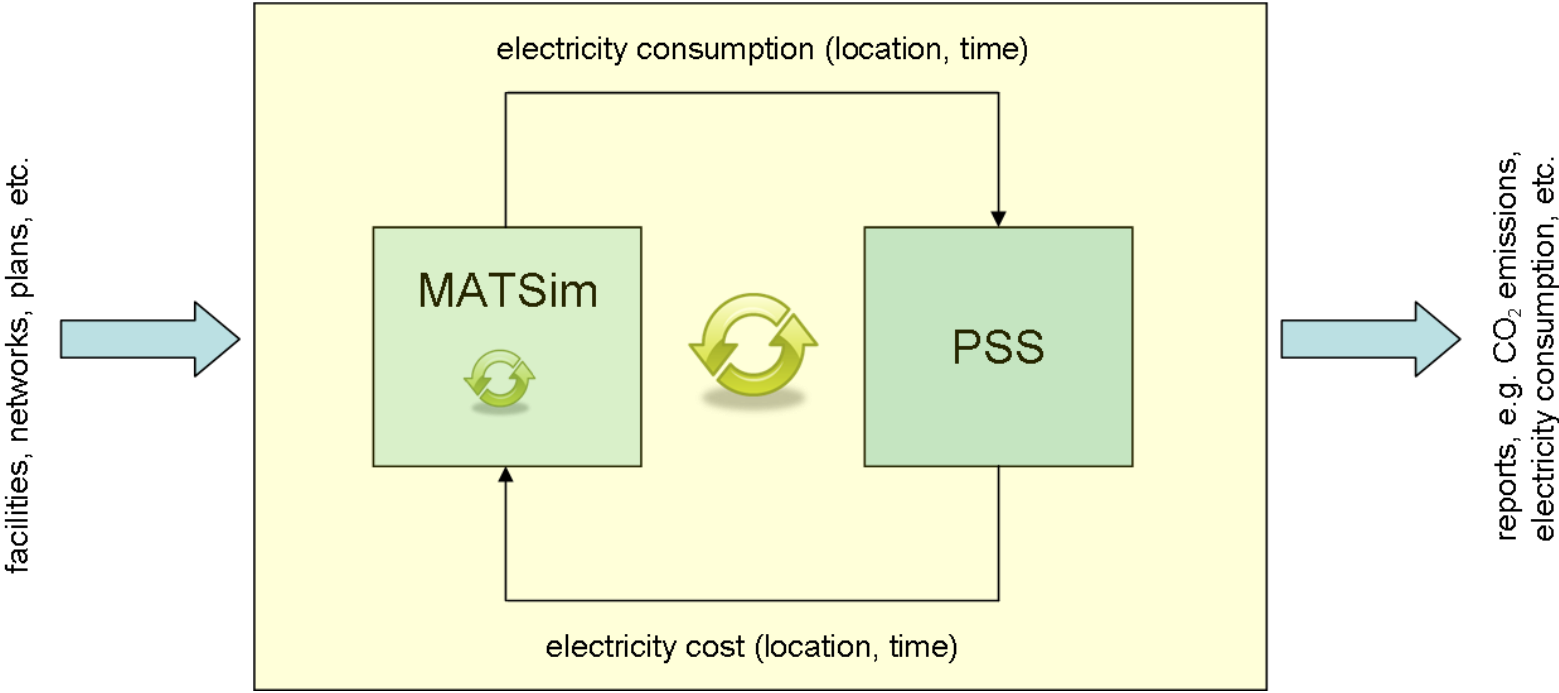 facilities, networks, plans, etc.
electricity consumption (location, time)
MATSim
PSS
electricity cost (location, time)
reports, e.g. CO₂ emissions,
electricity consumption, etc.